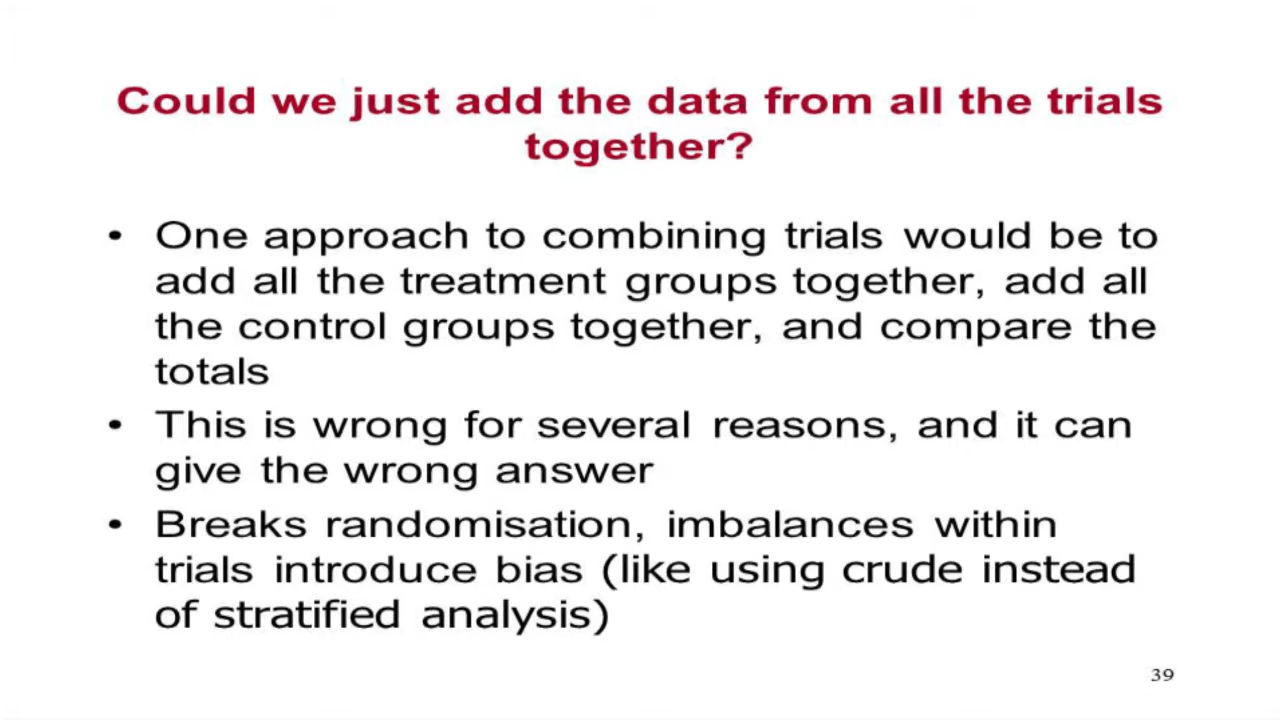 Could we just add the data from all the trials
together?
• One approach to combining trials would be to
add all the treatment groups together, add all
the control groups together, and compare the
totals
• This is wrong for several reasons, and it can
give the wrong answer
• Breaks randomisation, imbalances within
trials introduce bias (like using crude instead
of stratified analysis)
39